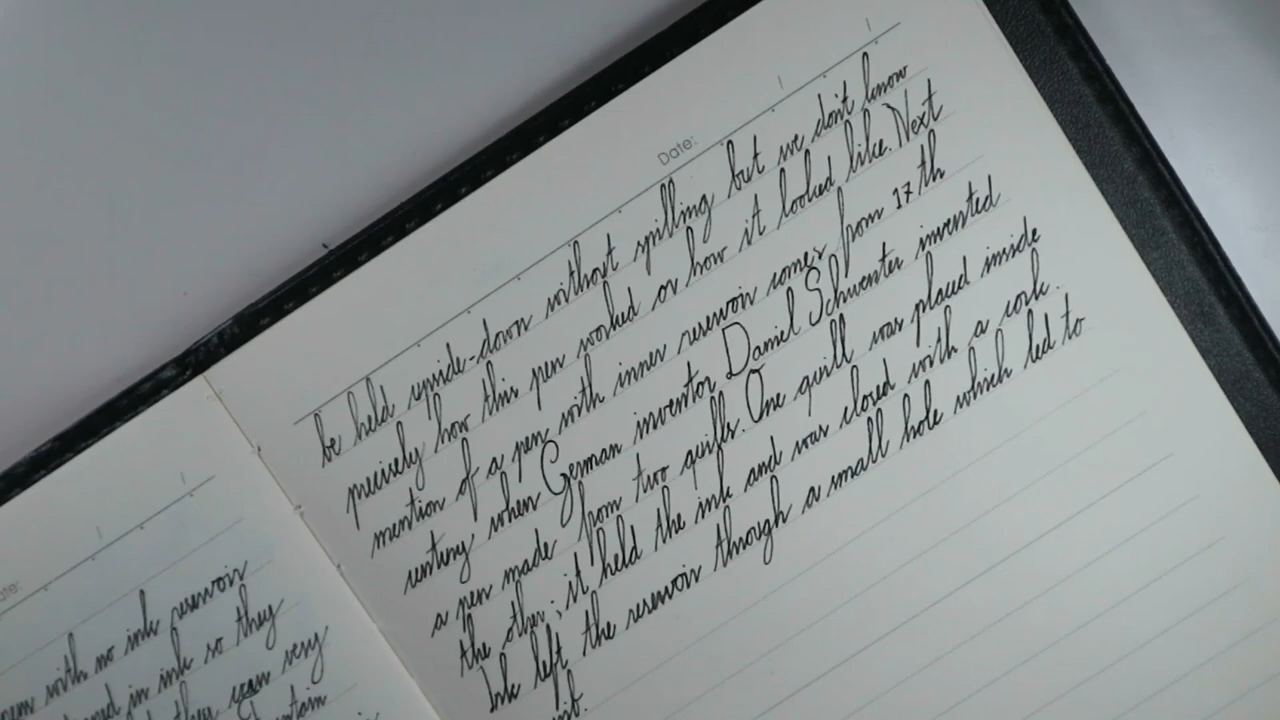 Date:
be held upside-down without spilling but we don't know
precisely how this pen worked or how it looked like. Next
mention of a pen with inner reservoir comes from 17th
century when German inventor Daniel Schwenter invented
a pen made from two quills. One quill was placed inside
the other; it held the ink and was closed with a cork.
Ink left the reservoir through a small hole which led to
with no ink reservoir
in ink so they
they can very